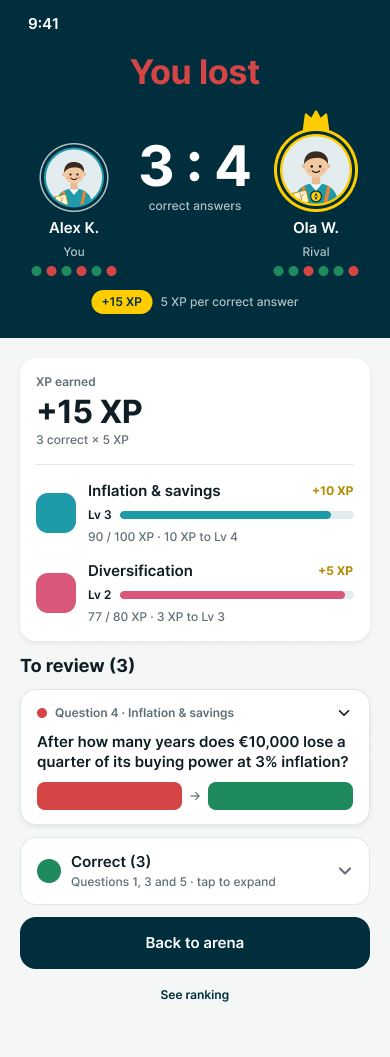 9:41
You lost
3 : 4
correct answers
Alex K.
You
Ola W.
Rival
+15 XP
5 XP per correct answer
XP earned
+15 XP
3 correct × 5 XP
Inflation & savings
+10 XP
Lv 3
90 / 100 XP · 10 XP to Lv 4
Diversification
+5 XP
Lv 2
77 / 80 XP · 3 XP to Lv 3
To review (3)
Question 4 · Inflation & savings
After how many years does €10,000 lose a
quarter of its buying power at 3% inflation?
→
Correct (3)
Questions 1, 3 and 5 · tap to expand
Back to arena
See ranking